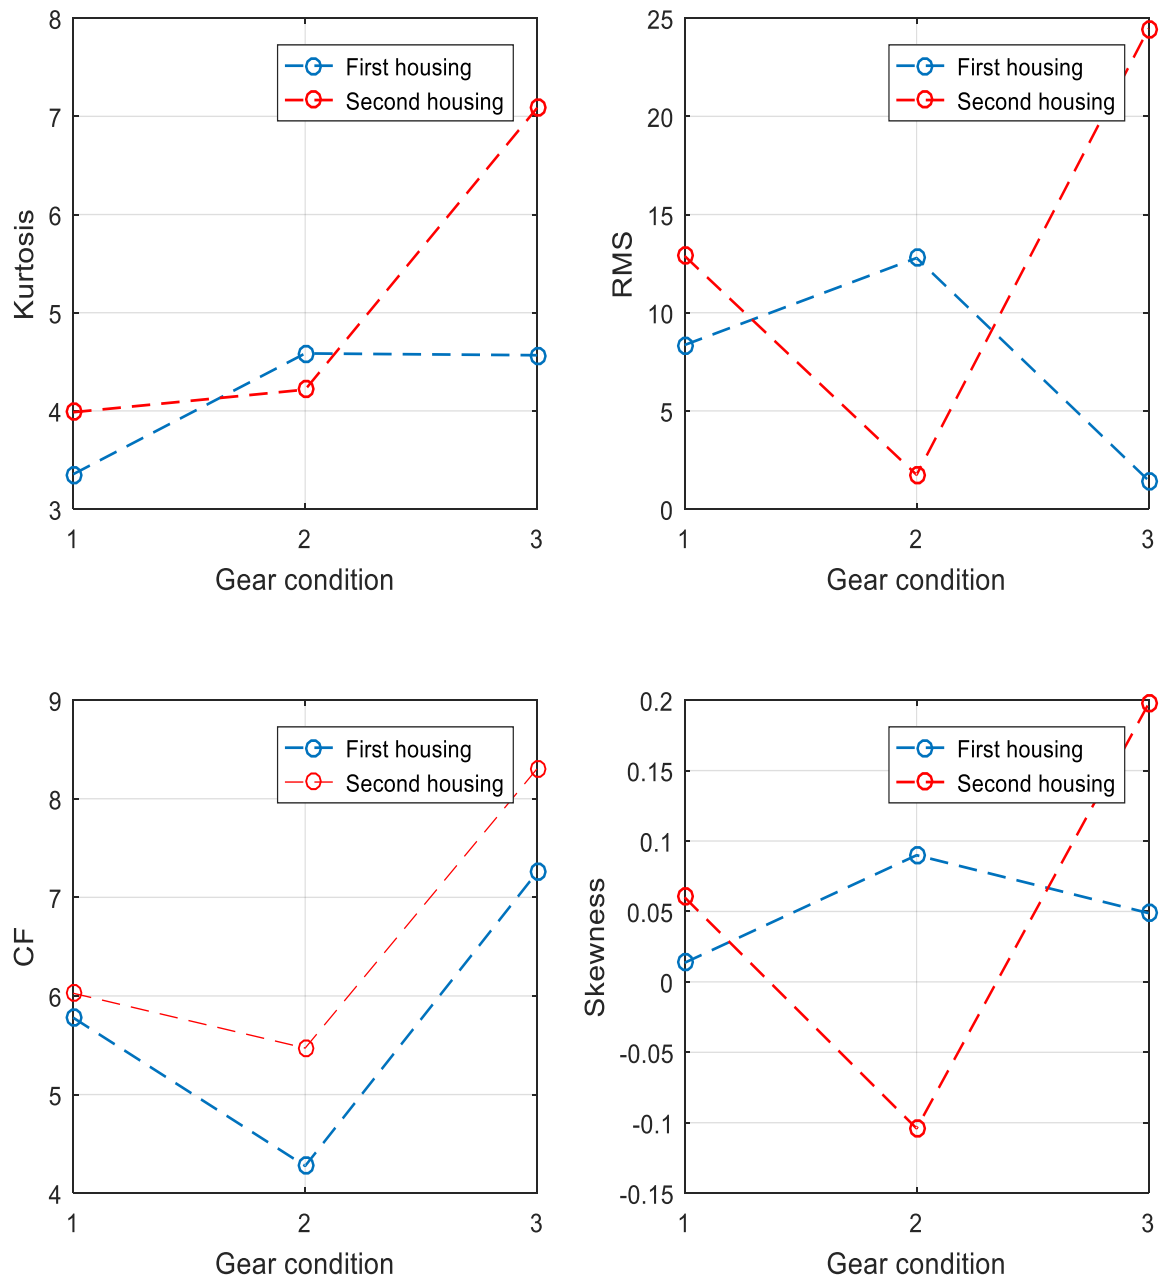 8
7
6
5
4
3
Kurtosis
First housing
Second housing
1 2 3
Gear condition
25
20
15
10
5
0
RMS
First housing
Second housing
1 2 3
Gear condition
9
8
7
6
5
4
CF
First housing
Second housing
1 2 3
Gear condition
0.2
0.15
0.1
0.05
0
-0.05
-0.1
-0.15
Skewness
First housing
Second housing
1 2 3
Gear condition